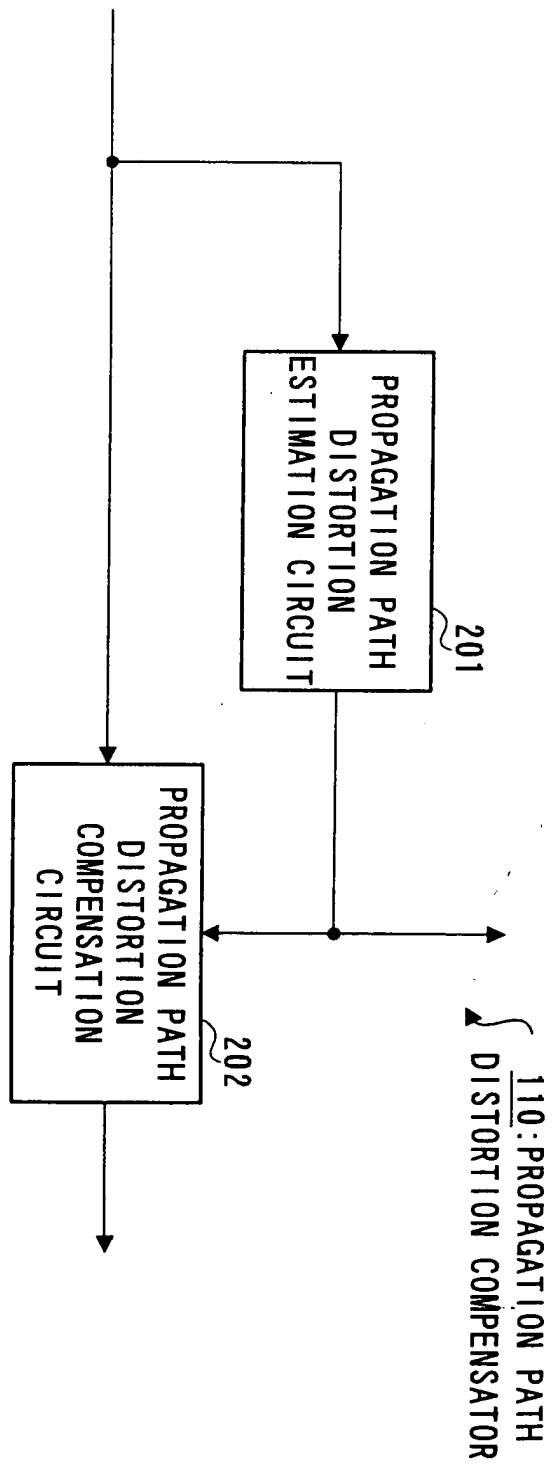 110:PROPAGATION PATH
DISTORTION COMPENSATOR
201
PROPAGATION PATH
DISTORTION
ESTIMATION CIRCUIT
202
PROPAGATION PATH
DISTORTION
COMPENSATION
CIRCUIT